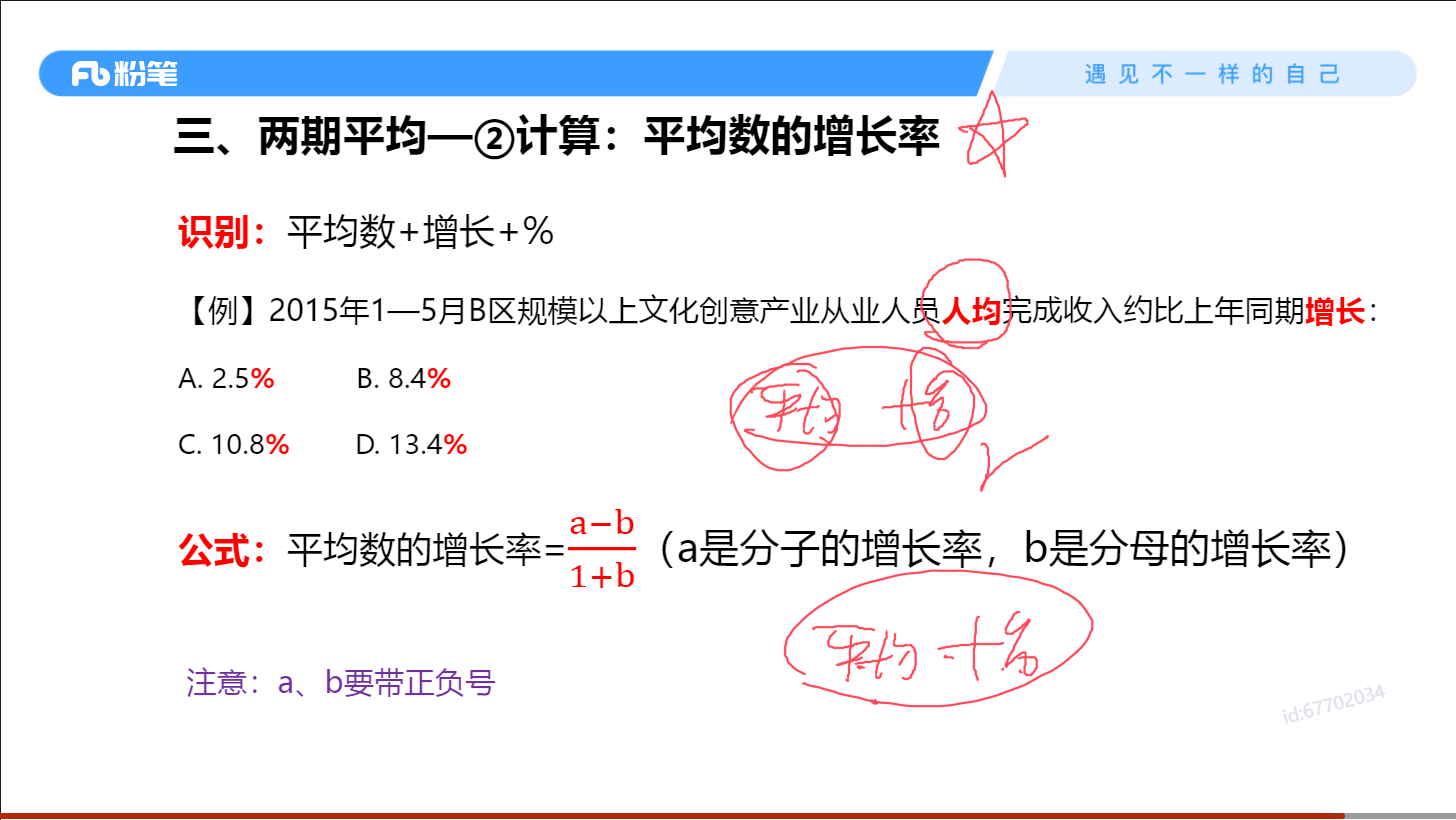 粉笔
遇见不一样的自己
三、两期平均—②计算：平均数的增长率
识别：平均数+增长+%
【例】2015年1—5月B区规模以上文化创意产业从业人员人均完成收入约比上年同期增长：
A. 2.5% B. 8.4%
平均 + %
C. 10.8% D. 13.4%
公式：平均数的增长率=a−b/1+b（a是分子的增长率，b是分母的增长率）
平均 + %
注意：a、b要带正负号
id:67702034